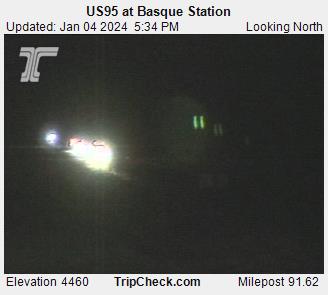 US95 at Basque Station
Updated: Jan 04 2024 5:34 PM Looking North
Elevation 4460 TripCheck.com Milepost 91.62